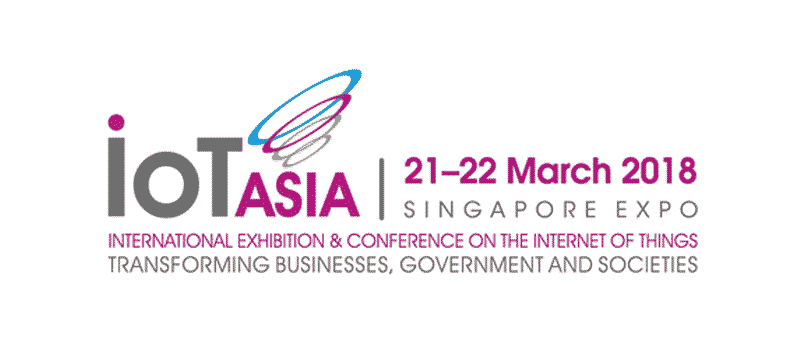 IoT ASIA
21–22 March 2018
SINGAPORE EXPO
INTERNATIONAL EXHIBITION & CONFERENCE ON THE INTERNET OF THINGS
TRANSFORMING BUSINESSES, GOVERNMENT AND SOCIETIES